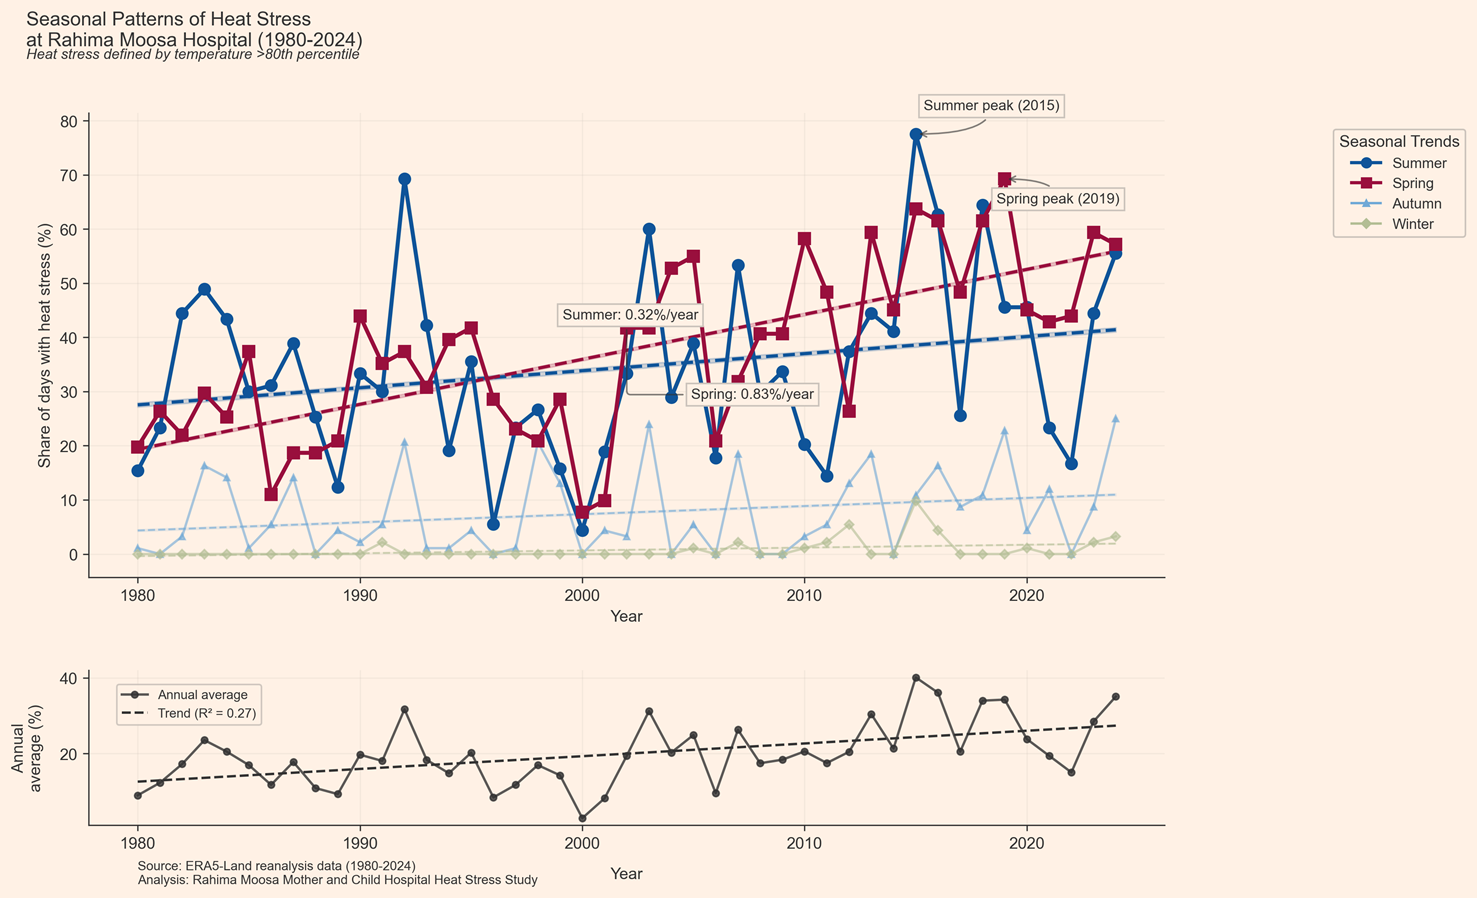 Seasonal Patterns of Heat Stress
at Rahima Moosa Hospital (1980-2024)
Heat stress defined by temperature >80th percentile
Summer peak (2015)
Spring peak (2019)
Summer: 0.32%/year
Spring: 0.83%/year
Seasonal Trends
Summer
Spring
Autumn
Winter
Share of days with heat stress (%)
80
70
60
50
40
30
20
10
0
1980 1990 2000 2010 2020
Year
Annual
average (%)
40
20
Annual average
Trend (R² = 0.27)
1980 1990 2000 2010 2020
Year
Source: ERA5-Land reanalysis data (1980-2024)
Analysis: Rahima Moosa Mother and Child Hospital Heat Stress Study